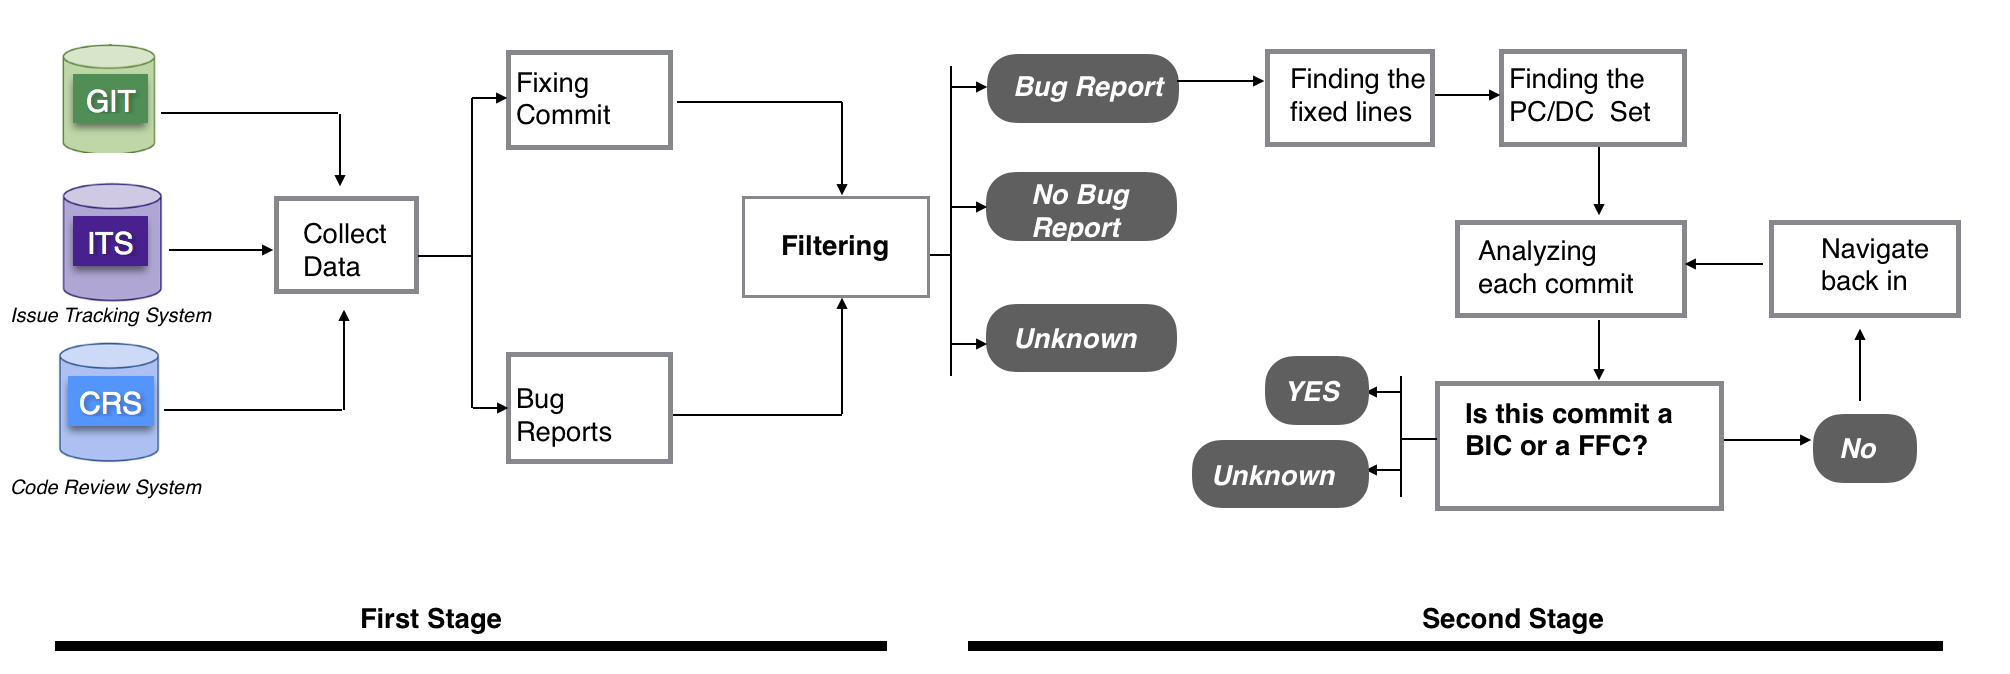 GIT
ITS
Issue Tracking System
CRS
Code Review System
Collect
Data
Fixing
Commit
Bug
Reports
Filtering
Bug Report
No Bug
Report
Unknown
Finding the
fixed lines
Finding the
PC/DC  Set
Analyzing
each commit
Navigate
back in
YES
Unknown
Is this commit a
BIC or a FFC?
No
First Stage
Second Stage